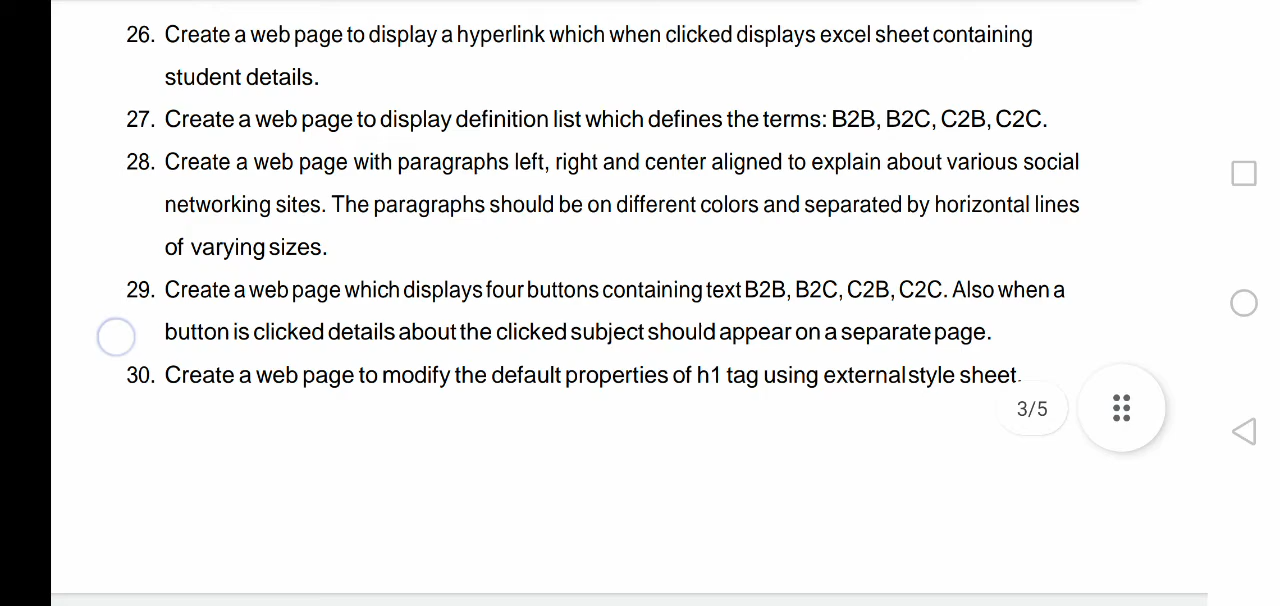 26. Create a web page to display a hyperlink which when clicked displays excel sheet containing
student details.
27. Create a web page to display definition list which defines the terms: B2B, B2C, C2B, C2C.
28. Create a web page with paragraphs left, right and center aligned to explain about various social
networking sites. The paragraphs should be on different colors and separated by horizontal lines
of varying sizes.
29. Create a web page which displays four buttons containing text B2B, B2C, C2B, C2C. Also when a
button is clicked details about the clicked subject should appear on a separate page.
30. Create a web page to modify the default properties of h1 tag using external style sheet.
3/5